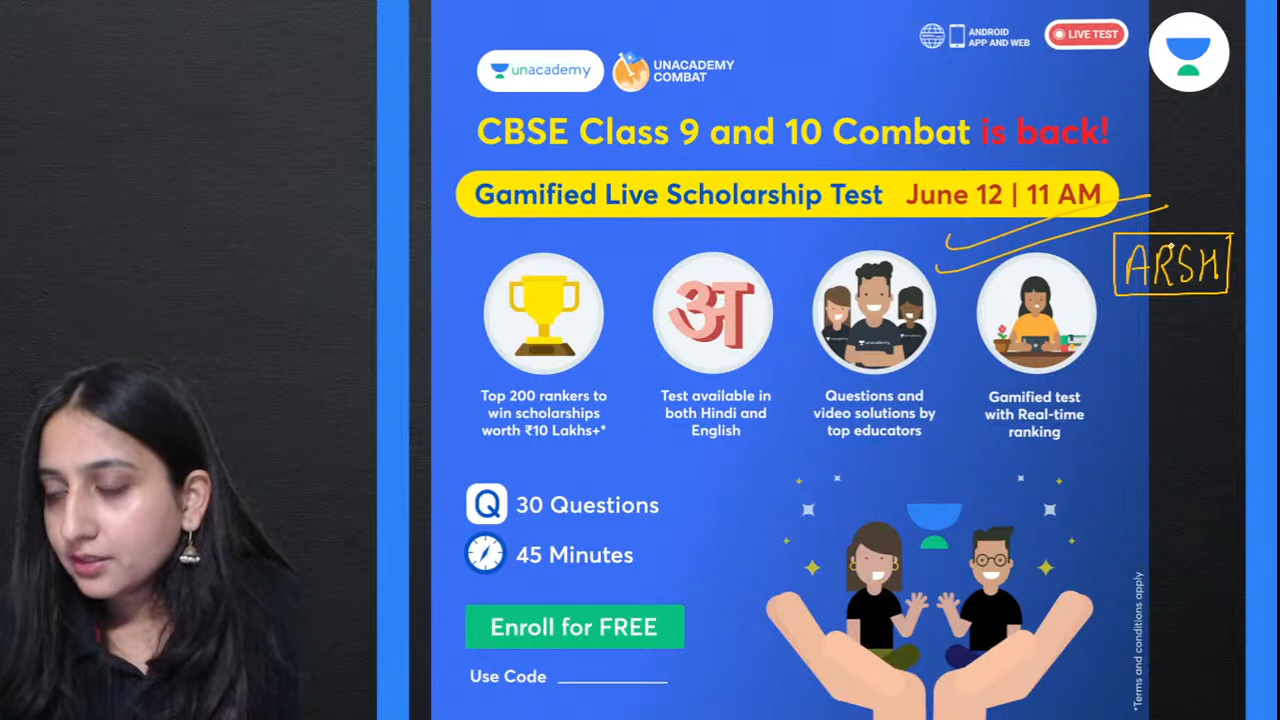 ANDROID
APP AND WEB
LIVE TEST
unacademy
UNACADEMY
COMBAT
CBSE Class 9 and 10 Combat is back!
Gamified Live Scholarship Test June 12 | 11 AM
ARSH
अ
Top 200 rankers to
win scholarships
worth ₹10 Lakhs+*
Test available in
both Hindi and
English
unacademy
Questions and
video solutions by
top educators
Gamified test
with Real-time
ranking
Q 30 Questions
45 Minutes
Enroll for FREE
Use Code __________
*Terms and conditions apply